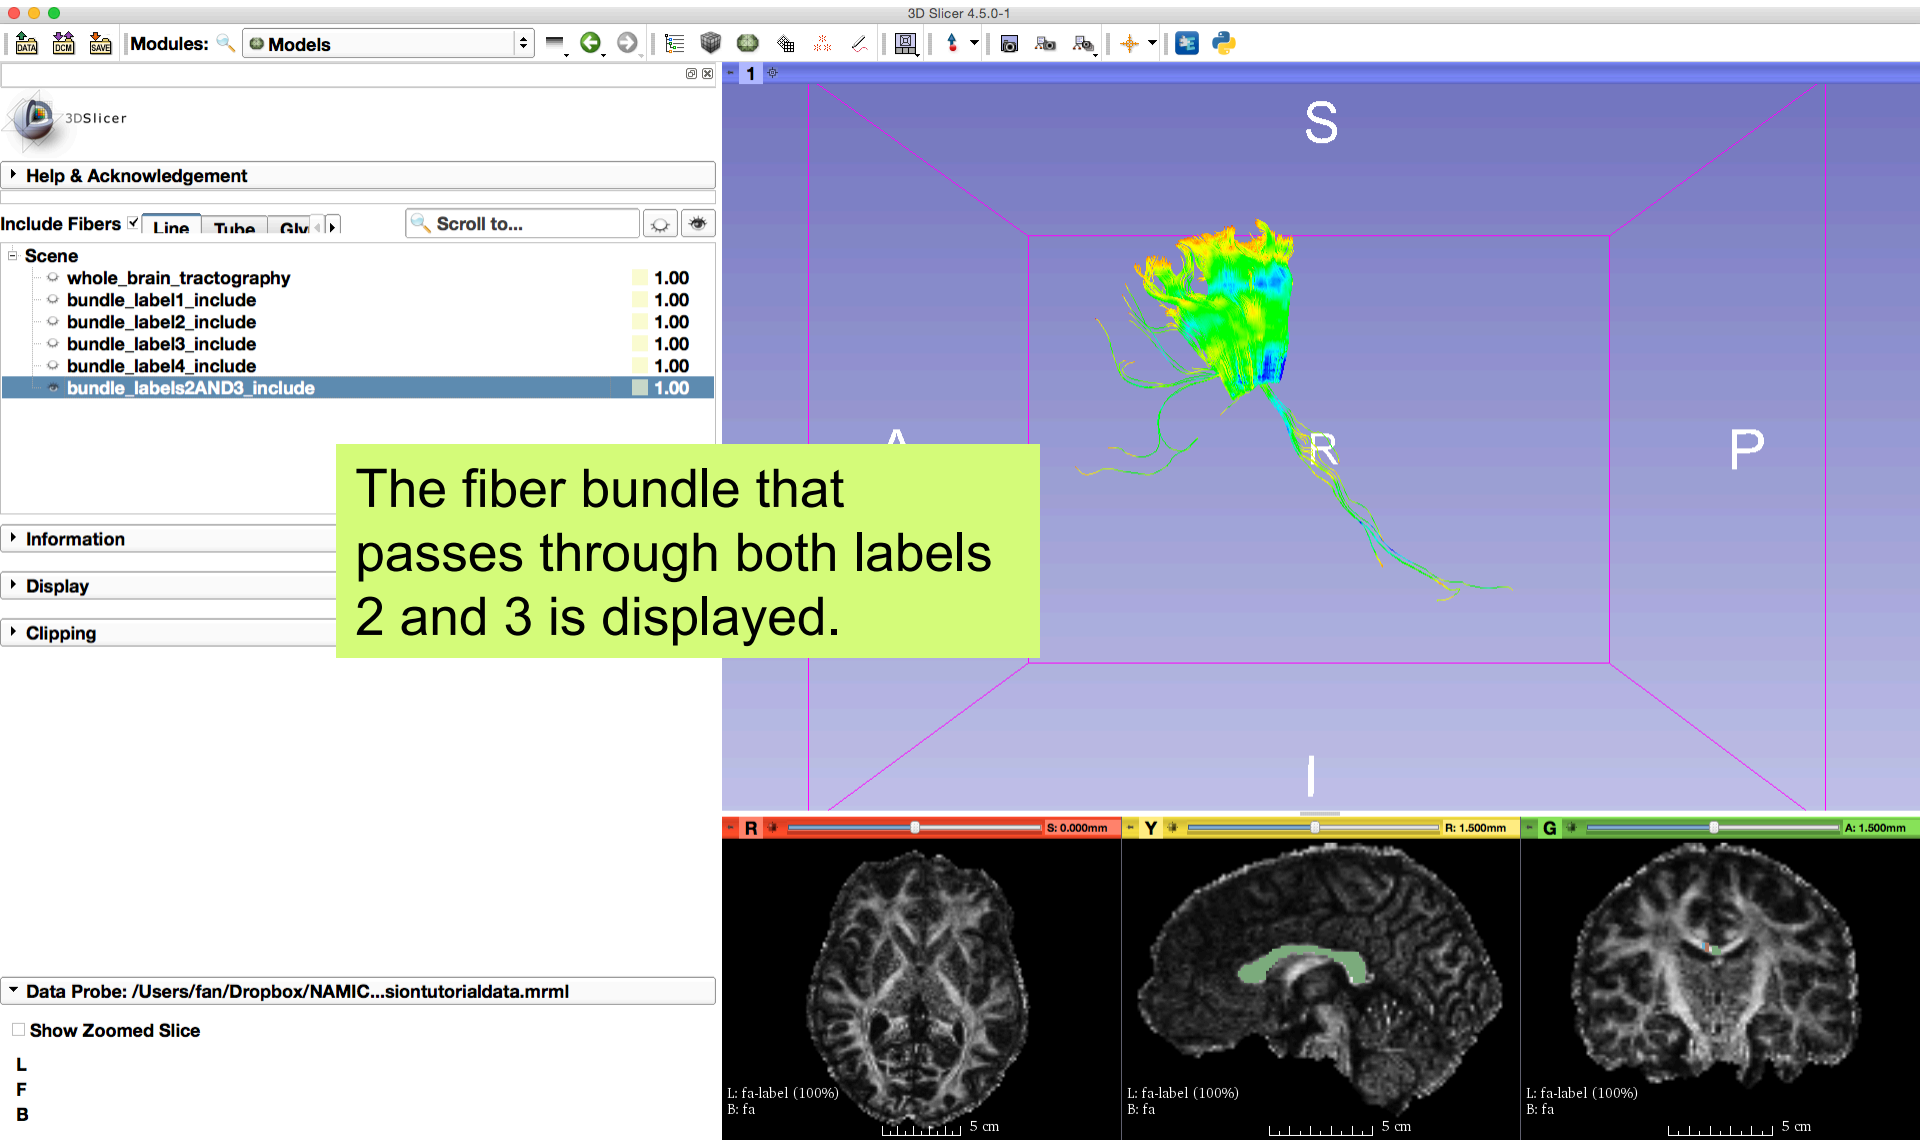 3D Slicer 4.5.0-1
DATA DCM SAVE Modules: Models
1
3DSlicer
Help & Acknowledgement
Include Fibers Line Tube Gly Scroll to...
Scene
whole_brain_tractography 1.00
bundle_label1_include 1.00
bundle_label2_include 1.00
bundle_label3_include 1.00
bundle_label4_include 1.00
bundle_labels2AND3_include 1.00
Information
Display
Clipping
The fiber bundle that
passes through both labels
2 and 3 is displayed.
S
A
R
P
I
R S: 0.000mm
Y R: 1.500mm
G A: 1.500mm
Data Probe: /Users/fan/Dropbox/NAMIC...siontutorialdata.mrml
Show Zoomed Slice
L
F
B
L: fa-label (100%)
B: fa
5 cm
L: fa-label (100%)
B: fa
5 cm
L: fa-label (100%)
B: fa
5 cm